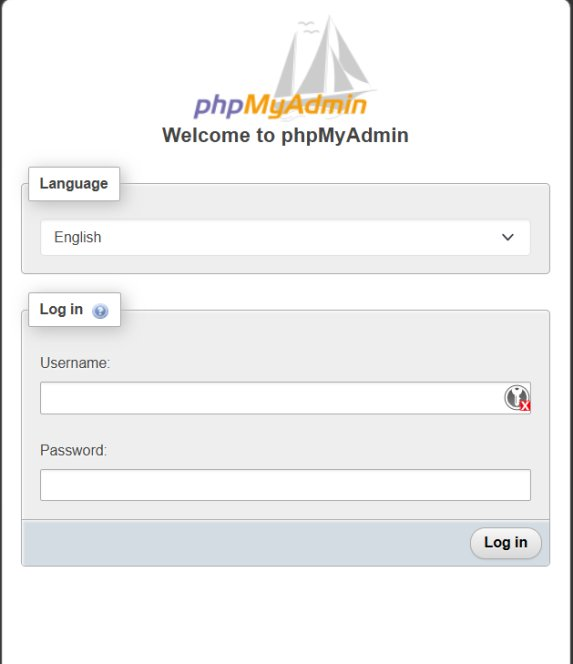 phpMyAdmin
Welcome to phpMyAdmin
Language
English
Log in
Username:
Password:
Log in